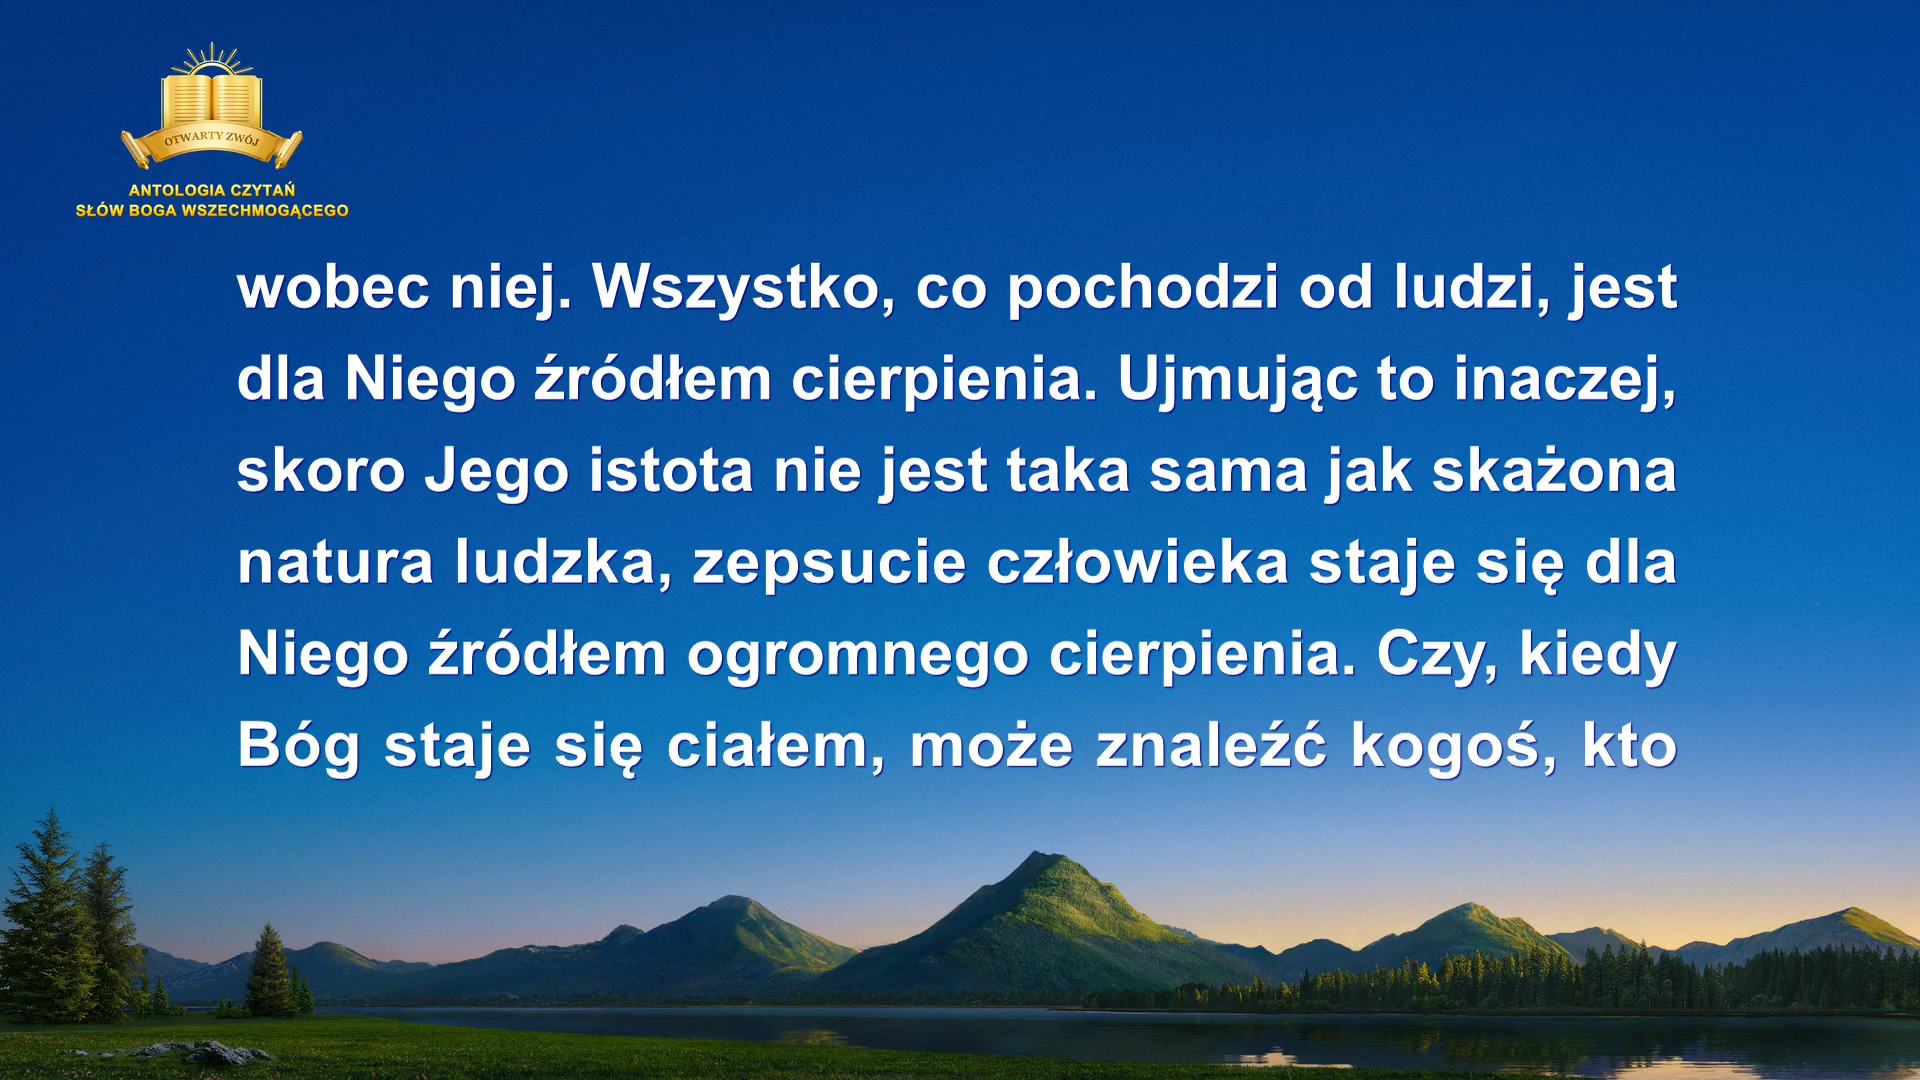 OTWARTY ZWÓJ
ANTOLOGIA CZYTAŃ
SŁÓW BOGA WSZECHMOGĄCEGO
wobec niej. Wszystko, co pochodzi od ludzi, jest
dla Niego źródłem cierpienia. Ujmując to inaczej,
skoro Jego istota nie jest taka sama jak skażona
natura ludzka, zepsucie człowieka staje się dla
Niego źródłem ogromnego cierpienia. Czy, kiedy
Bóg staje się ciałem, może znaleźć kogoś, kto